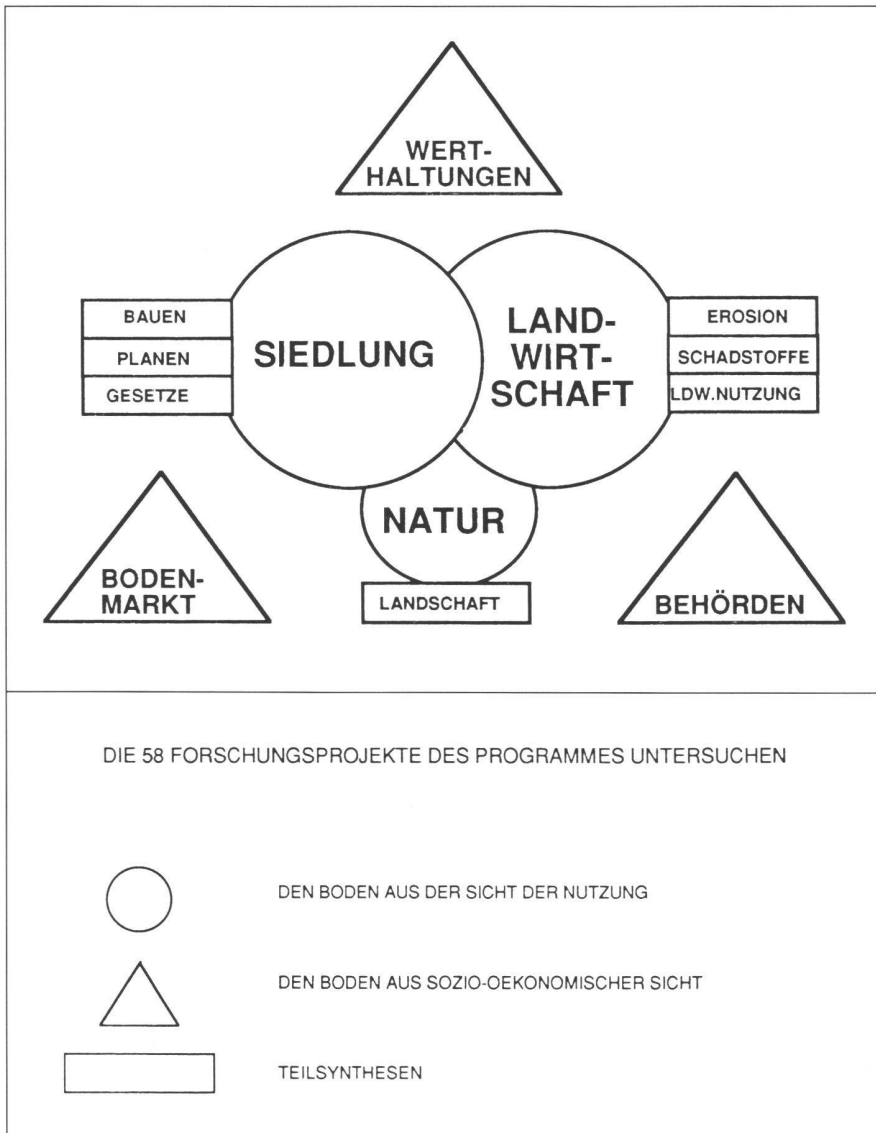 WERT-
HALTUNGEN
BAUEN
PLANEN
GESETZE
SIEDLUNG
LAND-
WIRT-
SCHAFT
EROSION
SCHADSTOFFE
LDW.NUTZUNG
NATUR
LANDSCHAFT
BODEN-
MARKT
BEHÖRDEN
DIE 58 FORSCHUNGSPROJEKTE DES PROGRAMMES UNTERSUCHEN
DEN BODEN AUS DER SICHT DER NUTZUNG
DEN BODEN AUS SOZIO-OEKONOMISCHER SICHT
TEILSYNTHESEN